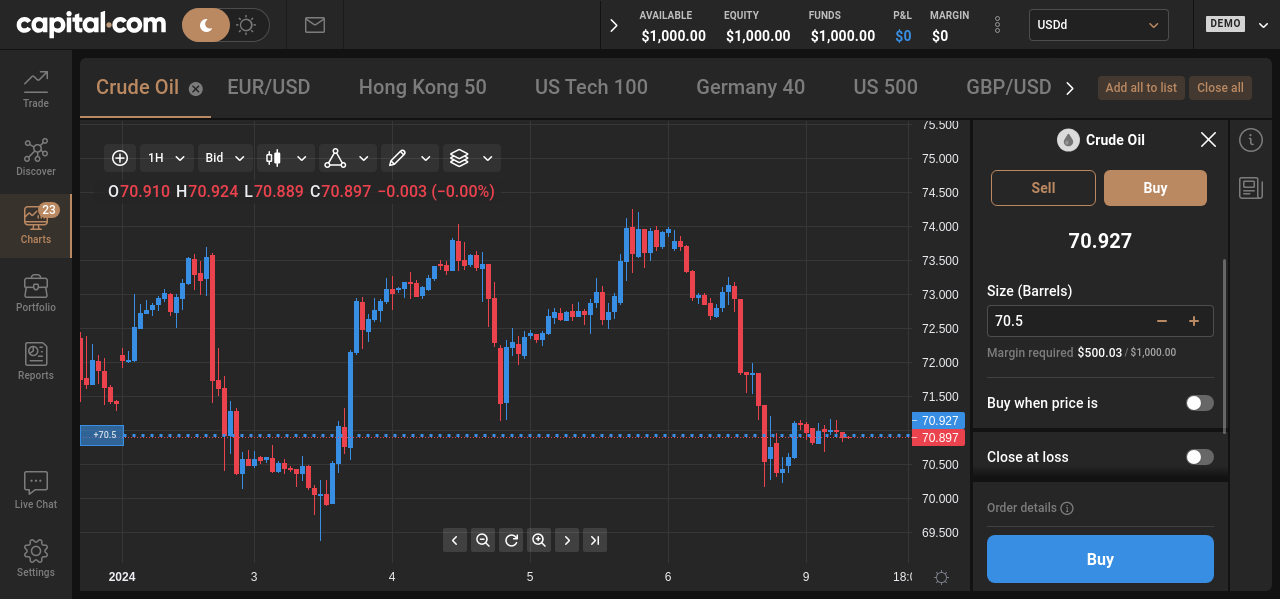 capital.com
AVAILABLE EQUITY FUNDS P&L MARGIN
$1,000.00 $1,000.00 $1,000.00 $0 $0
USDd
DEMO
Trade
Discover
23
Charts
Portfolio
Reports
Live Chat
Settings
Crude Oil EUR/USD Hong Kong 50 US Tech 100 Germany 40 US 500 GBP/USD
Add all to list Close all
1H Bid
O70.910 H70.924 L70.889 C70.897 −0.003 (−0.00%)
75.500
75.000
74.500
74.000
73.500
73.000
72.500
72.000
71.500
70.927
70.897
70.500
70.000
69.500
+70.5
2024 3 4 5 6 9 18:0
Crude Oil
Sell Buy
70.927
Size (Barrels)
70.5 − +
Margin required $500.03 / $1,000.00
Buy when price is
Close at loss
Order details
Buy